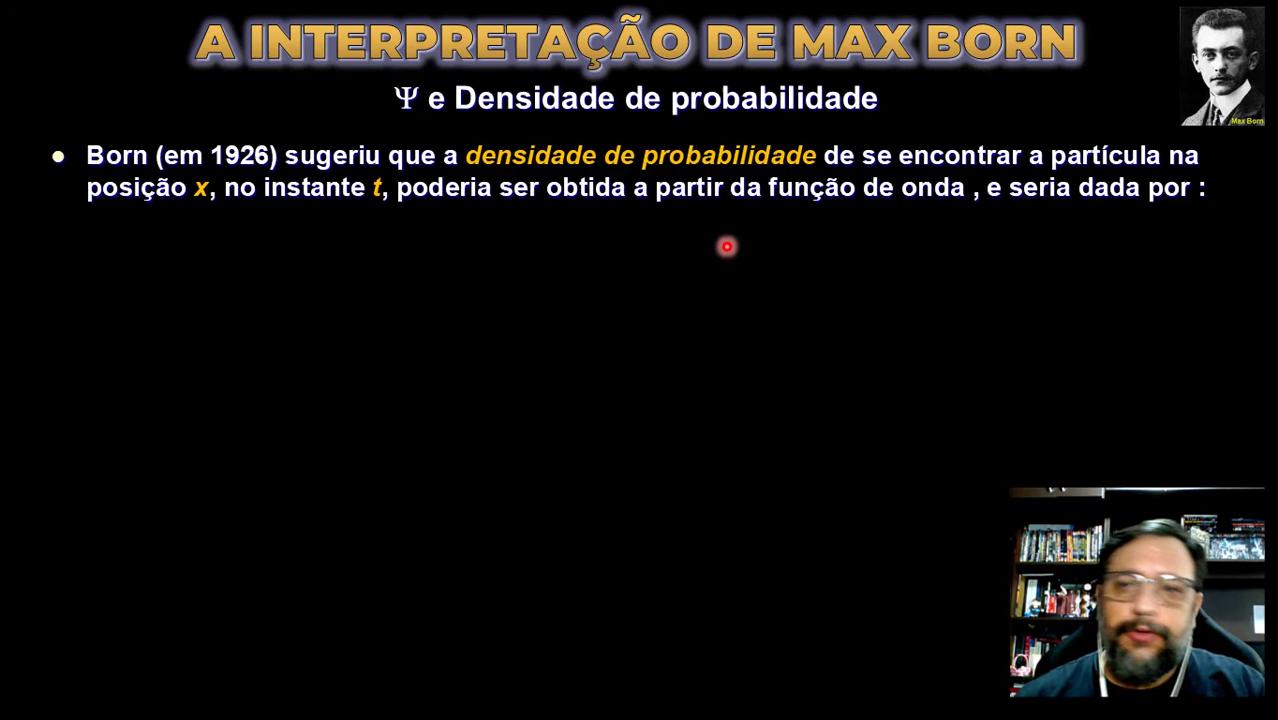 A INTERPRETAÇÃO DE MAX BORN
Max Born
Ψ e Densidade de probabilidade
● Born (em 1926) sugeriu que a densidade de probabilidade de se encontrar a partícula na
posição x, no instante t, poderia ser obtida a partir da função de onda , e seria dada por :